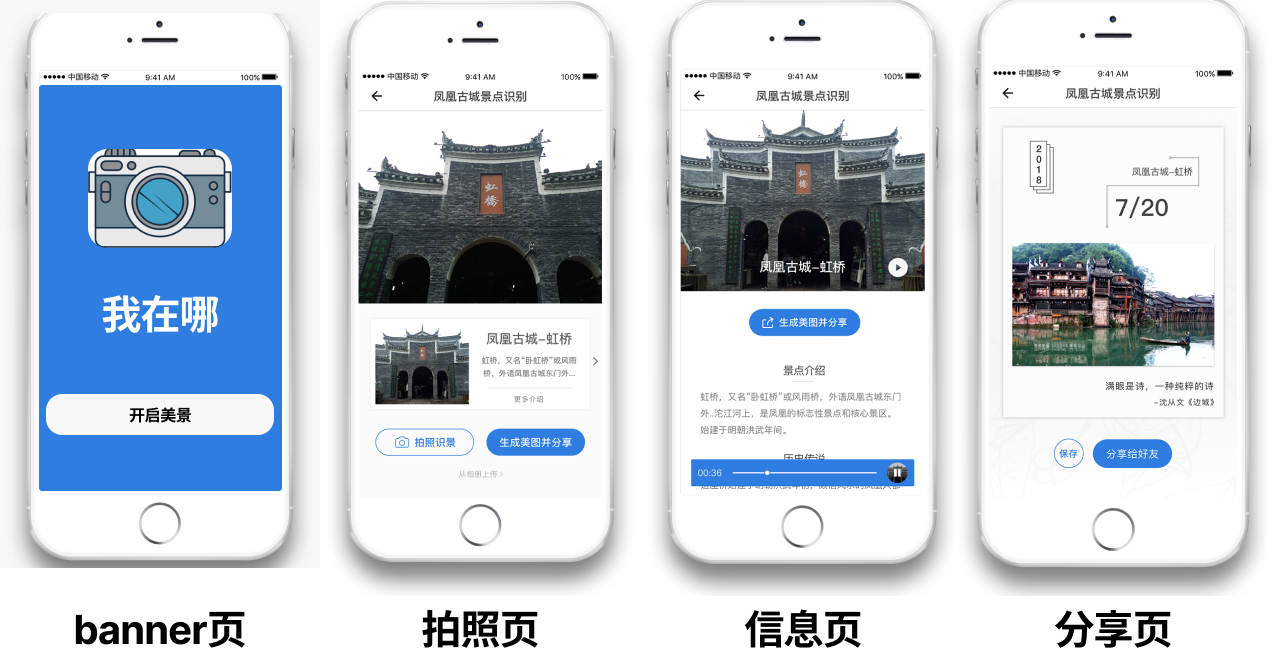 中国移动
9:41 AM
100%
我在哪
开启美景
banner页
中国移动
9:41 AM
100%
凤凰古城景点识别
虹橋
凤凰古城-虹桥
虹桥，又名“卧虹桥”或风雨
桥，外语凤凰古城东门外...
更多介绍
拍照识景
生成美图并分享
从相册上传 >
拍照页
中国移动
9:41 AM
100%
凤凰古城景点识别
虹橋
凤凰古城-虹桥
生成美图并分享
景点介绍
虹桥，又名“卧虹桥”或风雨桥，外语凤凰古城东门
外..沱江河上，是凤凰的标志性景点和核心景区。
始建于明朝洪武年间。
历史传说
00:36
信息页
中国移动
9:41 AM
100%
凤凰古城景点识别
2018
凤凰古城-虹桥
7/20
满眼是诗，一种纯粹的诗
-沈从文《边城》
保存
分享给好友
分享页